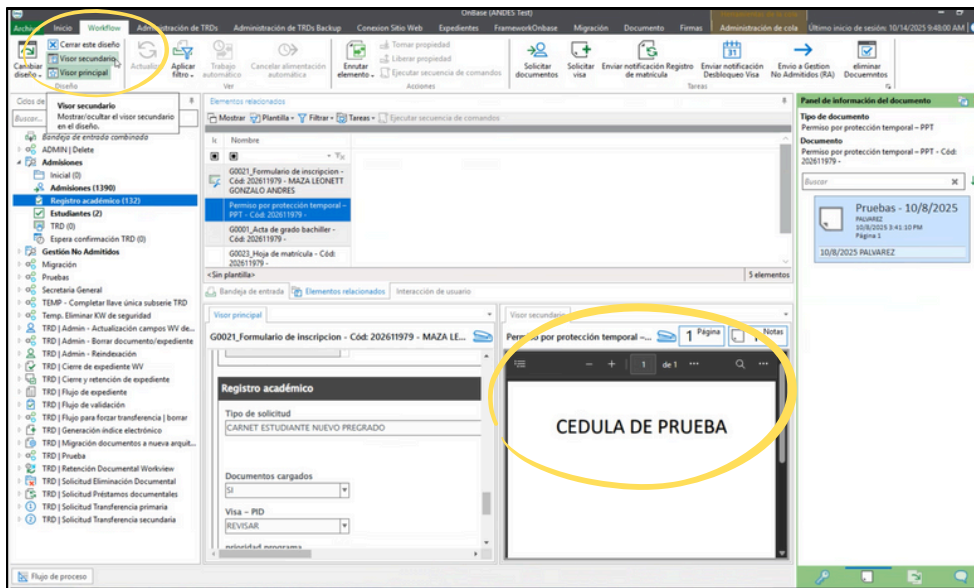 OnBase (ANDES Test)
Archivo Inicio Workflow Administración de TRDs Administración de TRDs Backup Conexion Sitio Web Expedientes FrameworkOnbase Migración Documento Firmas Administración de cola Último inicio de sesión: 10/14/2025 9:48:00 AM
Cambiar diseño
Cerrar este diseño
Visor secundario
Visor principal
Diseño
Actualizar
Aplicar filtro
Trabajo automático
Cancelar alimentación automática
Ver
Enrutar elemento
Tomar propiedad
Liberar propiedad
Ejecutar secuencia de comandos
Acciones
Solicitar documentos
Solicitar visa
Enviar notificación Registro de matrícula
Enviar notificación Desbloqueo Visa
Envio a Gestión No Admitidos (RA)
eliminar Docuemntos
Tareas
Visor secundario
Mostrar/ocultar el visor secundario
en el diseño.
Ciclos de
Buscar...
Bandeja de entrada combinada
ADMIN | Delete
Admisiones
Inicial (0)
Admisiones (1390)
Registro académico (132)
Estudiantes (2)
TRD (0)
Espera confirmación TRD (0)
Gestión No Admitidos
Migración
Pruebas
Secretaria General
TEMP - Completar llave única subserie TRD
Temp. Eliminar KW de seguridad
TRD | Admin - Actualización campos WV de...
TRD | Admin - Borrar documento/expediente
TRD | Admin - Reindexación
TRD | Cierre de expediente WV
TRD | Cierre y retención de expediente
TRD | Flujo de expediente
TRD | Flujo de validación
TRD | Flujo para forzar transferencia | borrar
TRD | Generación índice electrónico
TRD | Migración documentos a nueva arquit...
TRD | Prueba
TRD | Retención Documental Workview
TRD | Solicitud Eliminación Documental
TRD | Solicitud Préstamos documentales
TRD | Solicitud Transferencia primaria
TRD | Solicitud Transferencia secundaria
Flujo de proceso
Elementos relacionados
Mostrar Plantilla Filtrar Tareas Ejecutar secuencia de comandos
Ic Nombre
G0021_Formulario de inscripcion -
Cód: 202611979 - MAZA LEONETT
GONZALO ANDRES
Permiso por protección temporal –
PPT - Cód: 202611979 -
G0001_Acta de grado bachiller -
Cód: 202611979 -
G0023_Hoja de matrícula - Cód:
202611979 -
<Sin plantilla> 5 elementos
Bandeja de entrada Elementos relacionados Interacción de usuario
Visor principal
G0021_Formulario de inscripcion - Cód: 202611979 - MAZA LE...
Registro académico
Tipo de solicitud
CARNET ESTUDIANTE NUEVO PREGRADO
Documentos cargados
SI
Visa – PID
REVISAR
prioridad programa
Visor secundario
Permiso por protección temporal –... 1 Página 1 Notas
1 de 1
CEDULA DE PRUEBA
Panel de información del documento
Tipo de documento
Permiso por protección temporal – PPT
Documento
Permiso por protección temporal – PPT - Cód:
202611979 -
Buscar
Pruebas - 10/8/2025
PALVAREZ
10/8/2025 3:41:10 PM
Página 1
10/8/2025 PALVAREZ